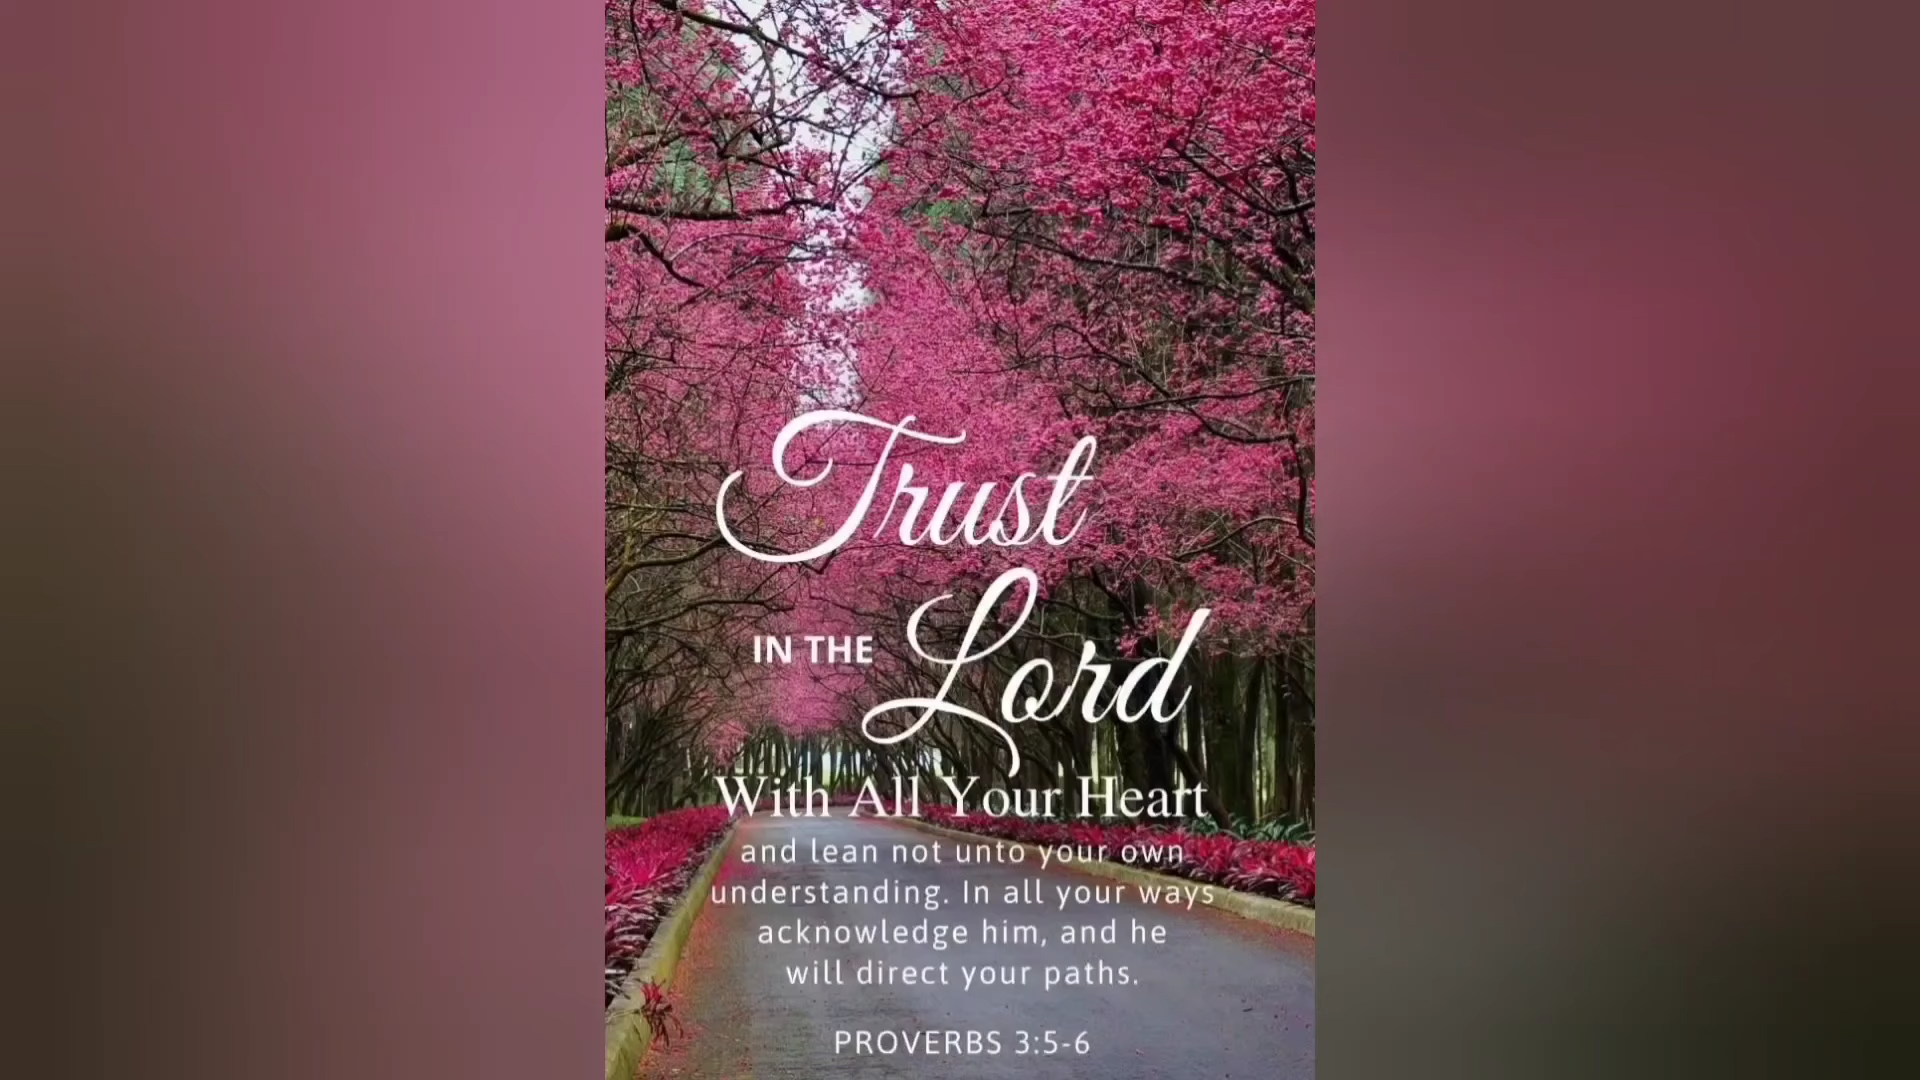 Trust
IN THE Lord
With All Your Heart
and lean not unto your own
understanding. In all your ways
acknowledge him, and he
will direct your paths.
PROVERBS 3:5-6